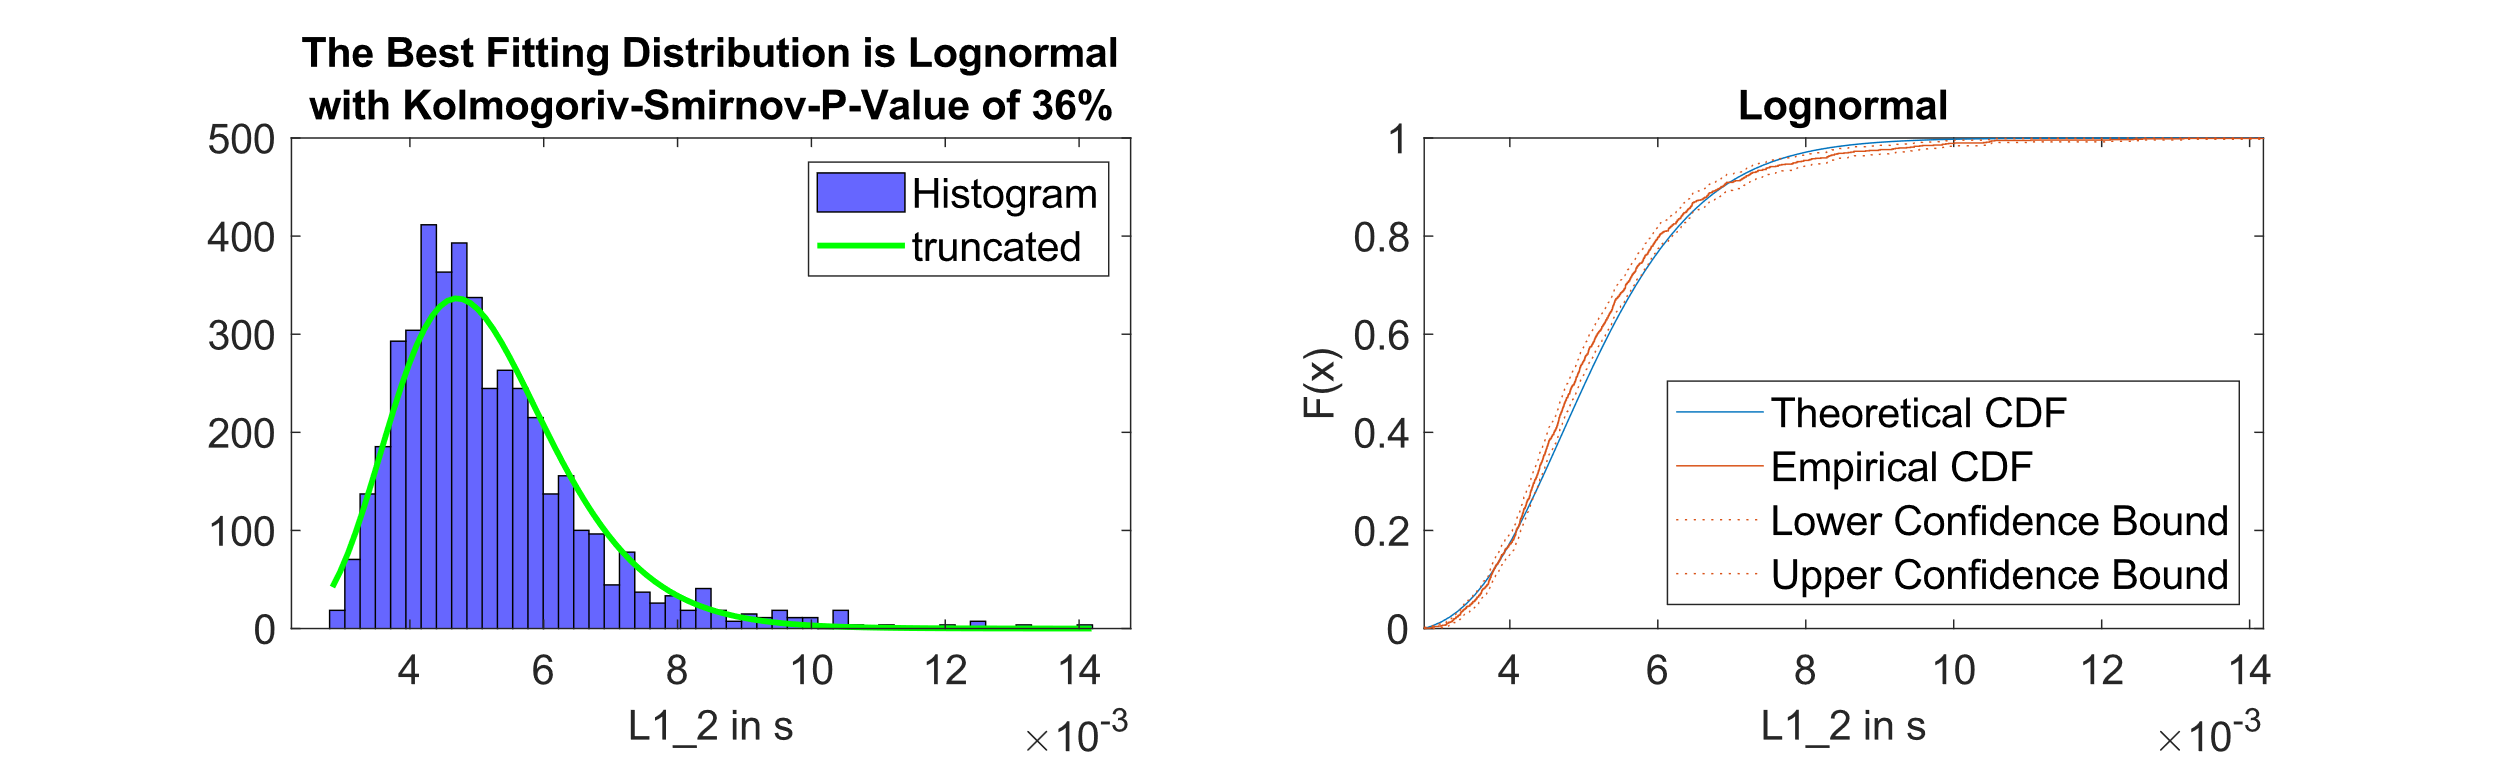 The Best Fitting Distribution is Lognormal
with Kolmogoriv-Smirnov-P-Value of 36%
500
400
300
200
100
0
Histogram
truncated
4 6 8 10 12 14
L1_2 in s
×10-3
Lognormal
F(x)
1
0.8
0.6
0.4
0.2
0
Theoretical CDF
Empirical CDF
Lower Confidence Bound
Upper Confidence Bound
4 6 8 10 12 14
L1_2 in s
×10-3